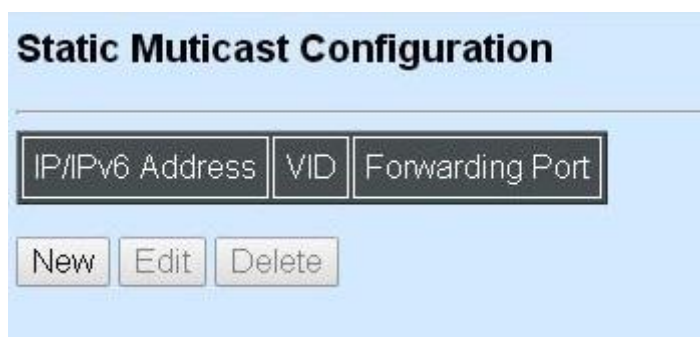 Static Muticast Configuration
IP/IPv6 Address VID Forwarding Port
New Edit Delete